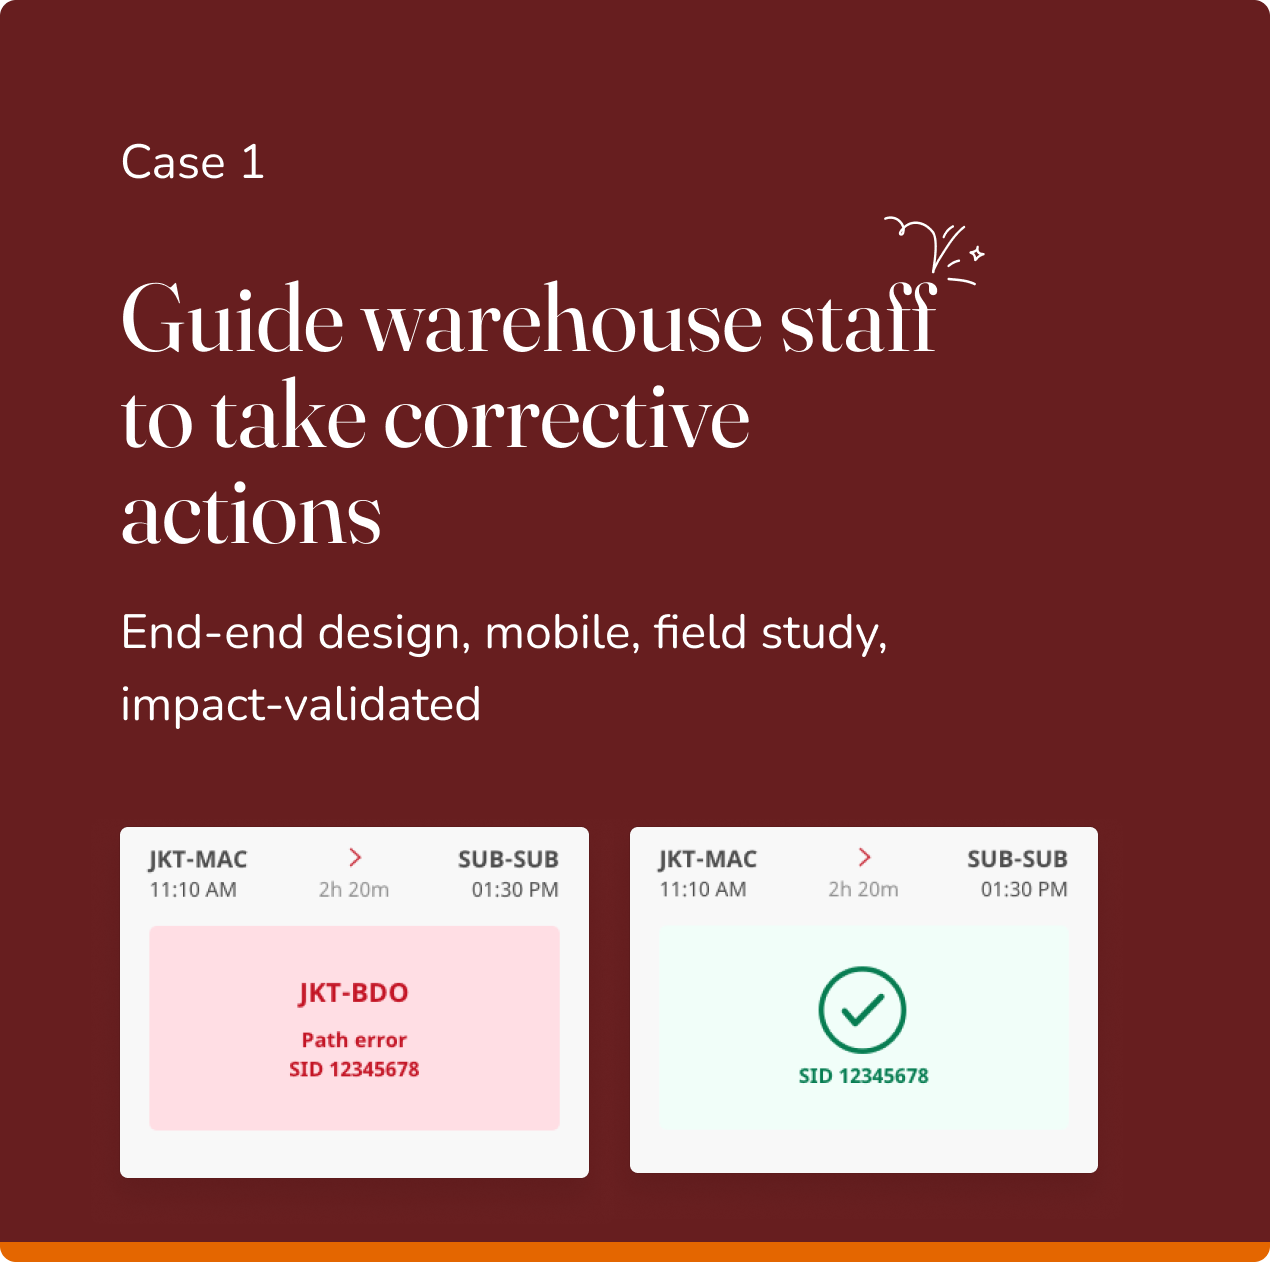 Case 1
Guide warehouse staff
to take corrective
actions
End-end design, mobile, field study,
impact-validated
JKT-MAC > SUB-SUB
11:10 AM 2h 20m 01:30 PM
JKT-BDO
Path error
SID 12345678
JKT-MAC > SUB-SUB
11:10 AM 2h 20m 01:30 PM
SID 12345678